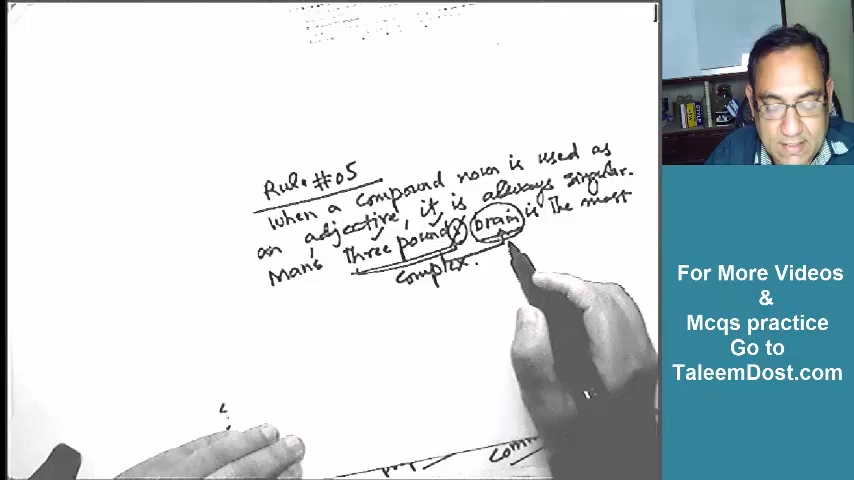 Rule #05
When a compound noun is used as
an adjective, it is always singular.
Man's Three pounds brain is The most
Complex.
For More Videos
&
Mcqs practice
Go to
TaleemDost.com